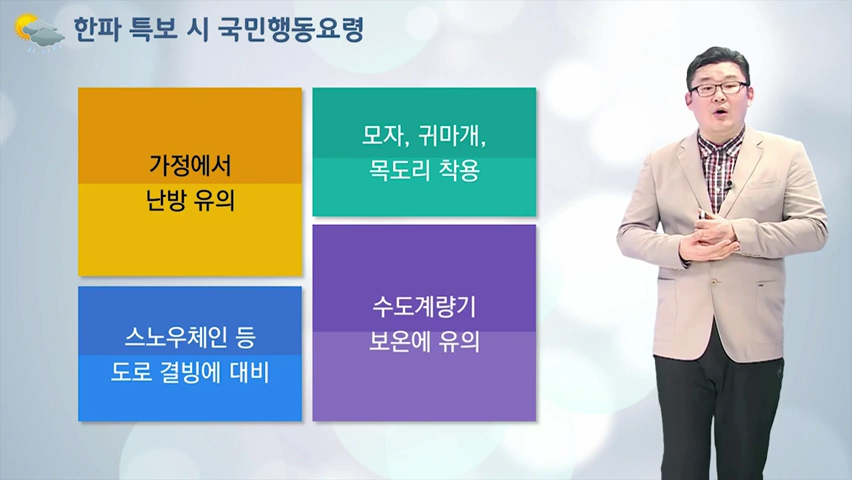 한파 특보 시 국민행동요령
가정에서
난방 유의
모자, 귀마개,
목도리 착용
스노우체인 등
도로 결빙에 대비
수도계량기
보온에 유의